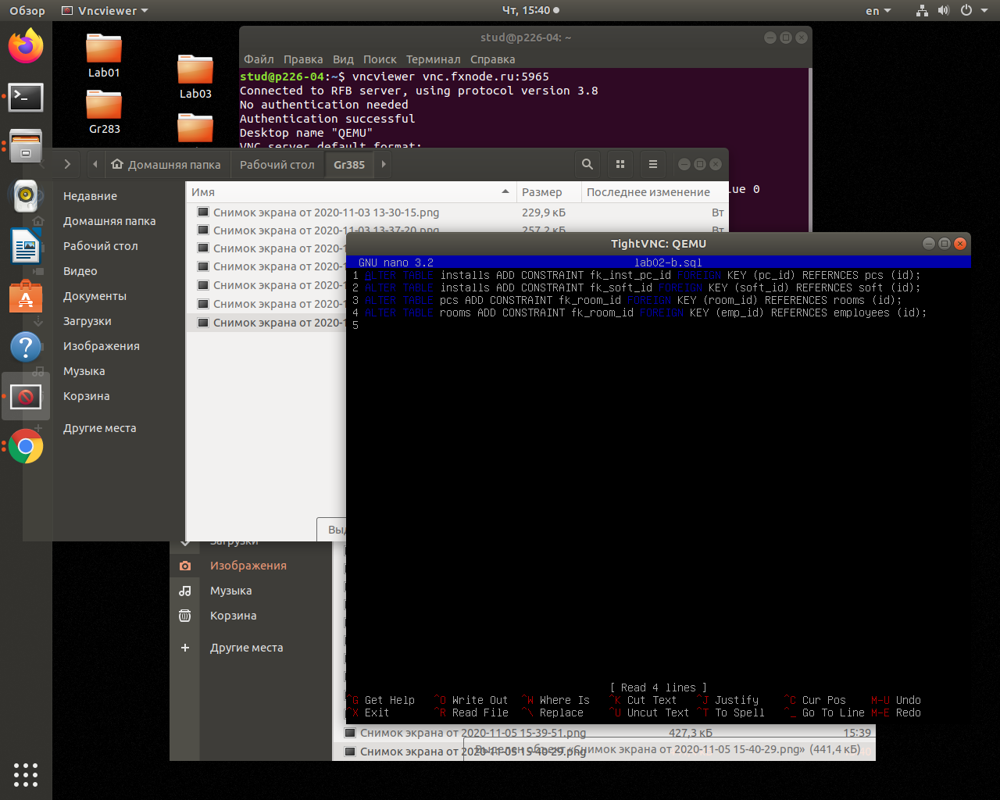 Обзор
Vncviewer
Чт, 15:40
en
Lab01
Gr283
Lab03
stud@p226-04: ~
Файл Правка Вид Поиск Терминал Справка
stud@p226-04:~$ vncviewer vnc.fxnode.ru:5965
Connected to RFB server, using protocol version 3.8
No authentication needed
Authentication successful
Desktop name "QEMU"
VNC server default format:
lue 0
Домашняя папка
Рабочий стол
Gr385
Недавние
Домашняя папка
Рабочий стол
Видео
Документы
Загрузки
Изображения
Музыка
Корзина
Другие места
Имя Размер Последнее изменение
Снимок экрана от 2020-11-03 13-30-15.png 229,9 кБ Вт
Снимок экрана от 2020-11-03 13-37-20.png 257,2 кБ Вт
Снимок экрана от 2020-1
Снимок экрана от 2020-1
Снимок экрана от 2020-1
Снимок экрана от 2020-1
Снимок экрана от 2020-1
Выд
TightVNC: QEMU
GNU nano 3.2 lab02-b.sql
1 ALTER TABLE installs ADD CONSTRAINT fk_inst_pc_id FOREIGN KEY (pc_id) REFERNCES pcs (id);
2 ALTER TABLE installs ADD CONSTRAINT fk_soft_id FOREIGN KEY (soft_id) REFERNCES soft (id);
3 ALTER TABLE pcs ADD CONSTRAINT fk_room_id FOREIGN KEY (room_id) REFERENCES rooms (id);
4 ALTER TABLE rooms ADD CONSTRAINT fk_room_id FOREIGN KEY (emp_id) REFERNCES employees (id);
5
[ Read 4 lines ]
^G Get Help ^O Write Out ^W Where Is ^K Cut Text ^J Justify ^C Cur Pos M-U Undo
^X Exit ^R Read File ^\ Replace ^U Uncut Text ^T To Spell ^_ Go To Line M-E Redo
Загрузки
Изображения
Музыка
Корзина
Другие места
Снимок экрана от 2020-11-05 15-39-51.png 427,3 кБ 15:39
Снимок экрана от 2020-11-05 15-40-29.png
Выделен объект «Снимок экрана от 2020-11-05 15-40-29.png» (441,4 кБ)